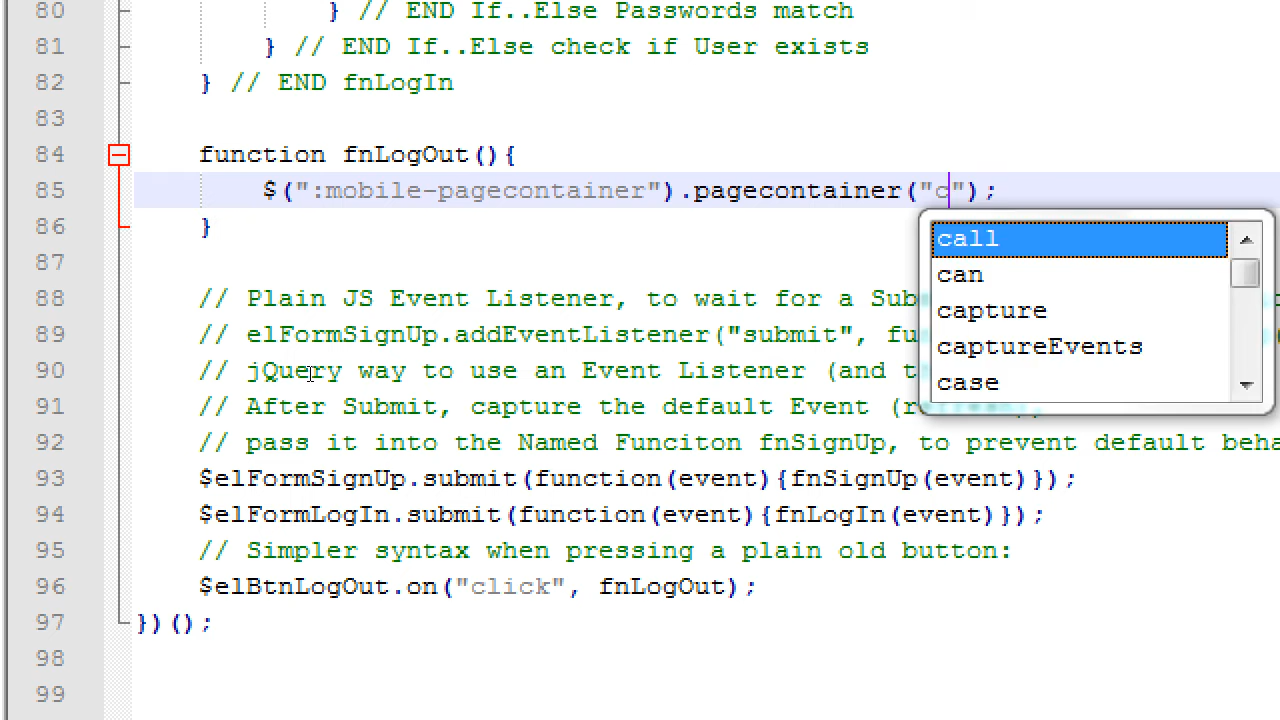 80 } // END If..Else Passwords match
81 } // END If..Else check if User exists
82 } // END fnLogIn
83
84 function fnLogOut(){
85 $(":mobile-pagecontainer").pagecontainer("c");
86 }
87
88 // Plain JS Event Listener, to wait for a
89 // elFormSignUp.addEventListener("submit",
90 // jQuery way to use an Event Listener (and
91 // After Submit, capture the default Event
92 // pass it into the Named Funciton fnSignUp, to prevent default
93 $elFormSignUp.submit(function(event){fnSignUp(event)});
94 $elFormLogIn.submit(function(event){fnLogIn(event)});
95 // Simpler syntax when pressing a plain old button:
96 $elBtnLogOut.on("click", fnLogOut);
97 })();
98
99
call
can
capture
captureEvents
case